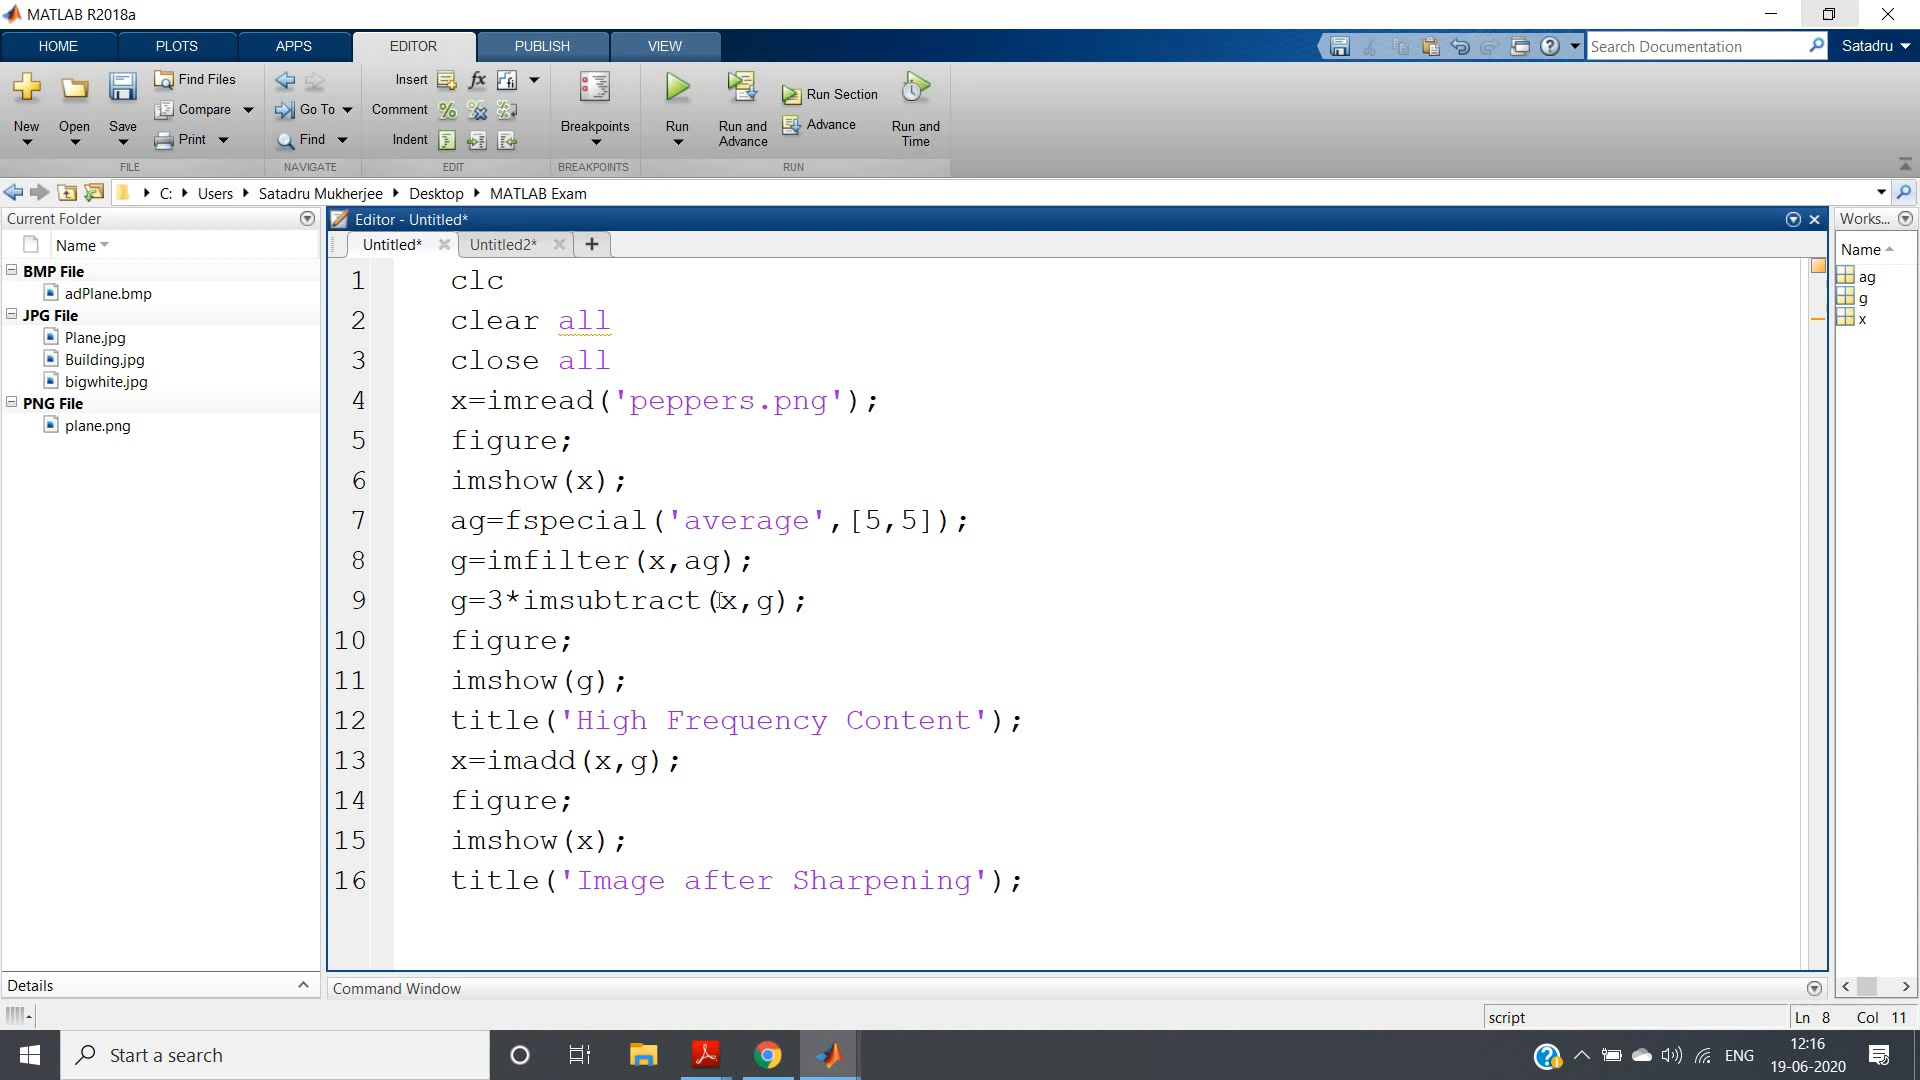 MATLAB R2018a
HOME PLOTS APPS EDITOR PUBLISH VIEW
Search Documentation
Satadru
New Open Save
Find Files
Compare
Print
FILE
Go To
Find
NAVIGATE
Insert
fx
Comment
Indent
EDIT
Breakpoints
BREAKPOINTS
Run
Run and Advance
Run Section
Advance
Run and Time
RUN
C: Users Satadru Mukherjee Desktop MATLAB Exam
Current Folder
Name
BMP File
adPlane.bmp
JPG File
Plane.jpg
Building.jpg
bigwhite.jpg
PNG File
plane.png
Details
Editor - Untitled*
Untitled* Untitled2*
1 clc
2 clear all
3 close all
4 x=imread('peppers.png');
5 figure;
6 imshow(x);
7 ag=fspecial('average',[5,5]);
8 g=imfilter(x,ag);
9 g=3*imsubtract(x,g);
10 figure;
11 imshow(g);
12 title('High Frequency Content');
13 x=imadd(x,g);
14 figure;
15 imshow(x);
16 title('Image after Sharpening');
Command Window
Works...
Name
ag
g
x
script
Ln 8 Col 11
Start a search
ENG
12:16
19-06-2020